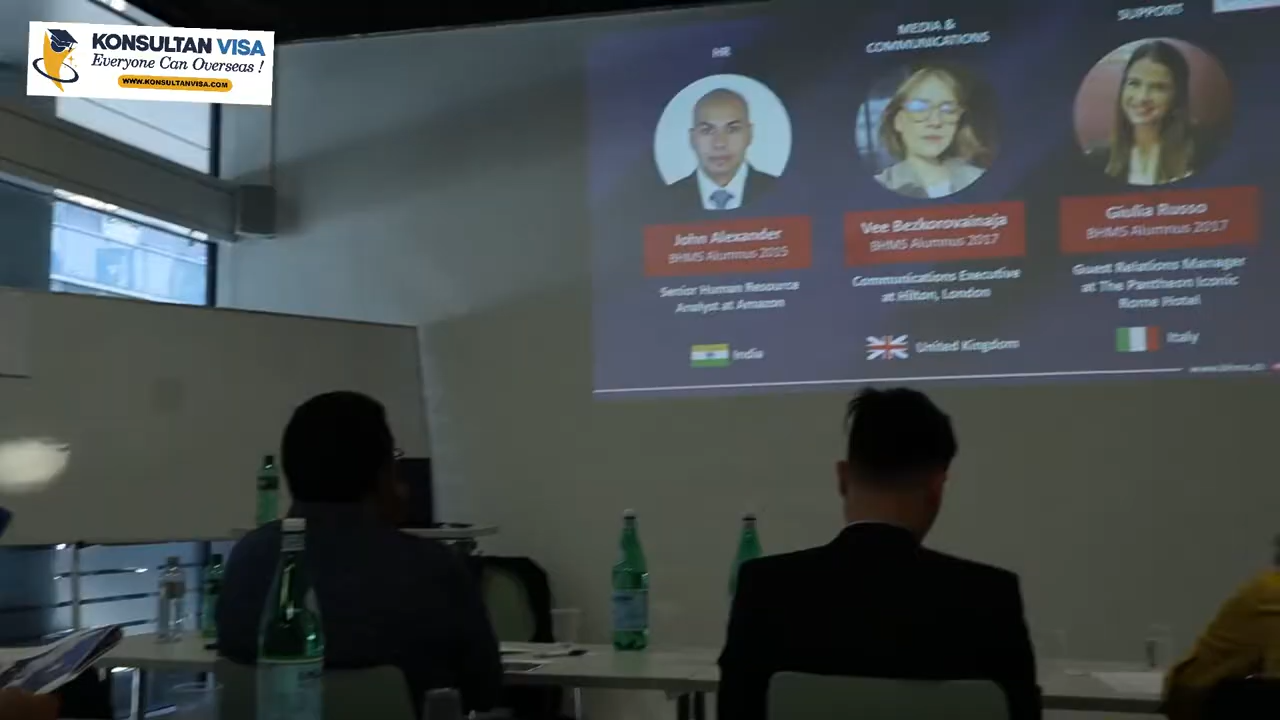 KONSULTAN VISA
Everyone Can Overseas !
WWW.KONSULTANVISA.COM
HR
John Alexander
BHMS Alumnus 2015
Senior Human Resource
Analyst at Amazon
India
MEDIA &
COMMUNICATIONS
Vee Bezkorovainaja
BHMS Alumnus 2017
Communications Executive
at Hilton, London
United Kingdom
SUPPORT
Giulia Russo
BHMS Alumnus 2017
Guest Relations Manager
at The Pantheon Iconic
Rome Hotel
Italy